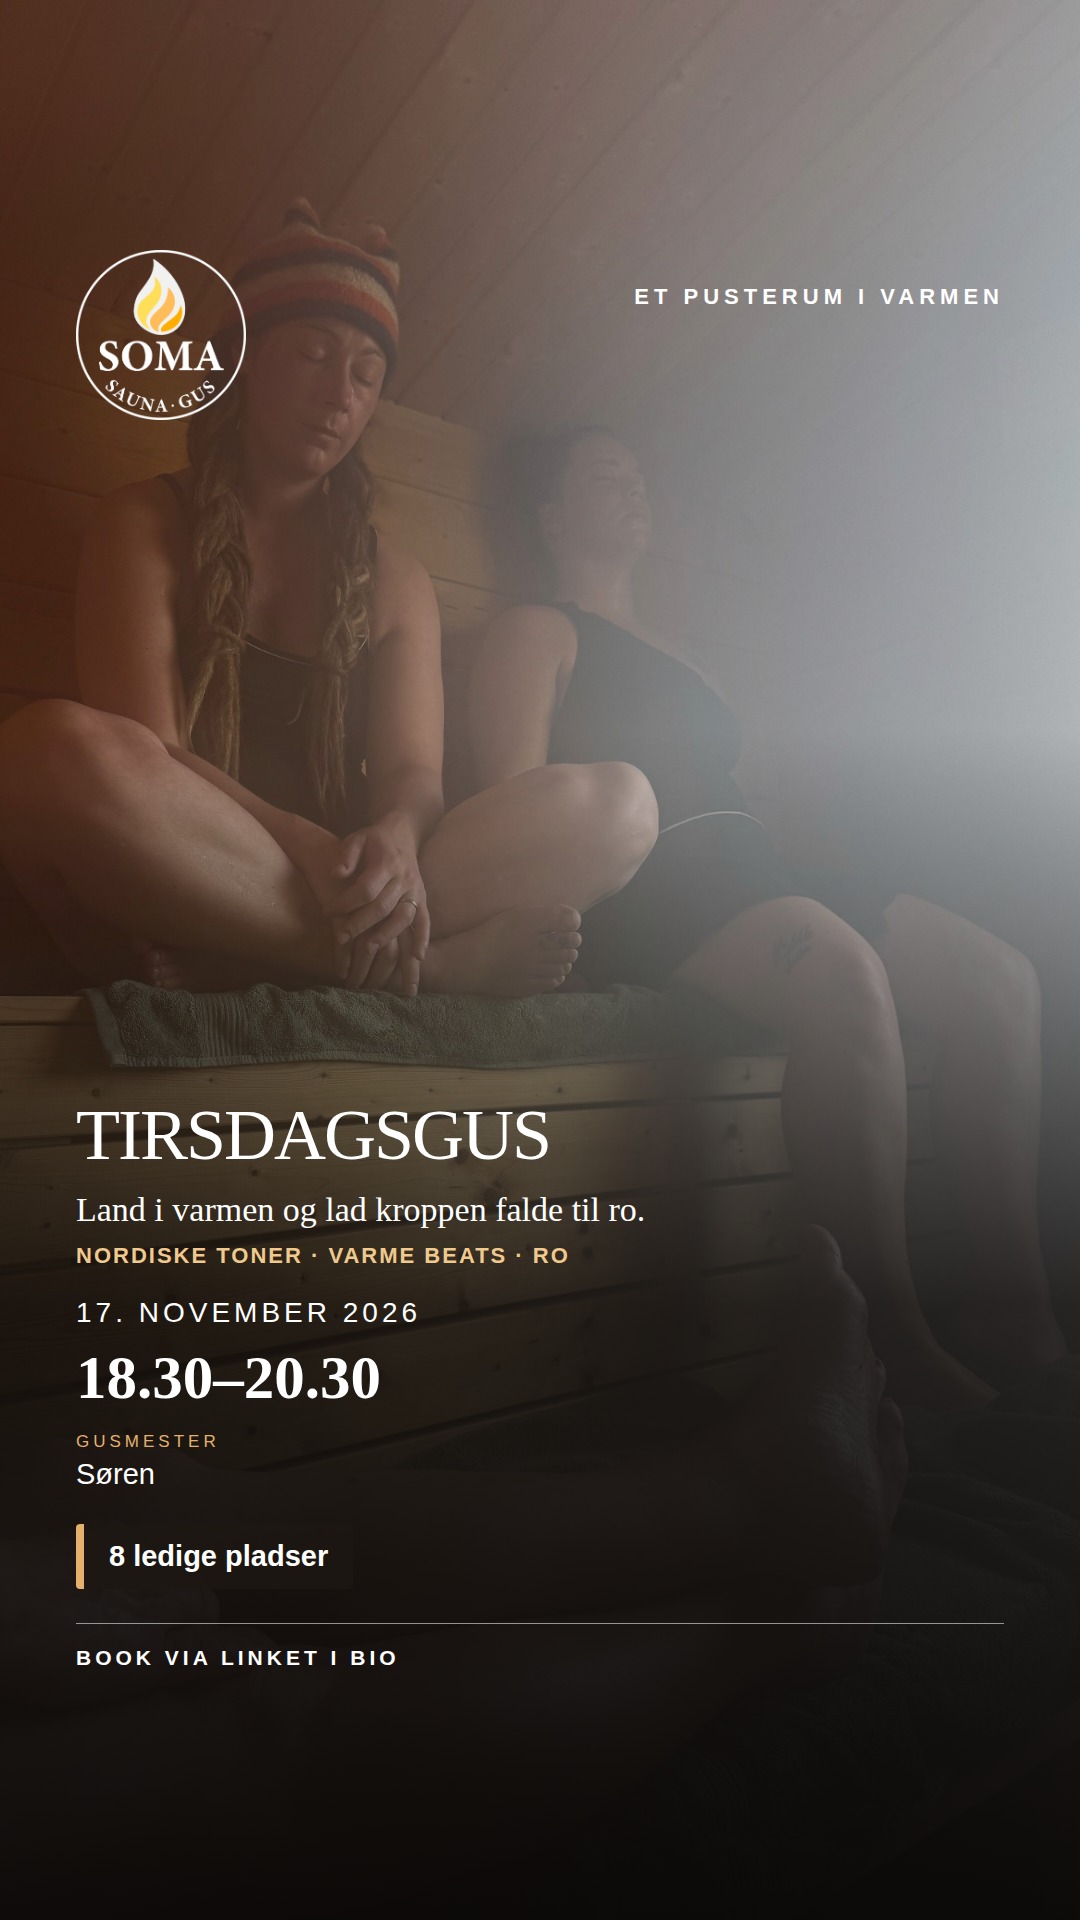 SOMA
SAUNA·GUS
ET PUSTERUM I VARMEN
TIRSDAGSGUS
Land i varmen og lad kroppen falde til ro.
NORDISKE TONER · VARME BEATS · RO
17. NOVEMBER 2026
18.30–20.30
GUSMESTER
Søren
8 ledige pladser
BOOK VIA LINKET I BIO